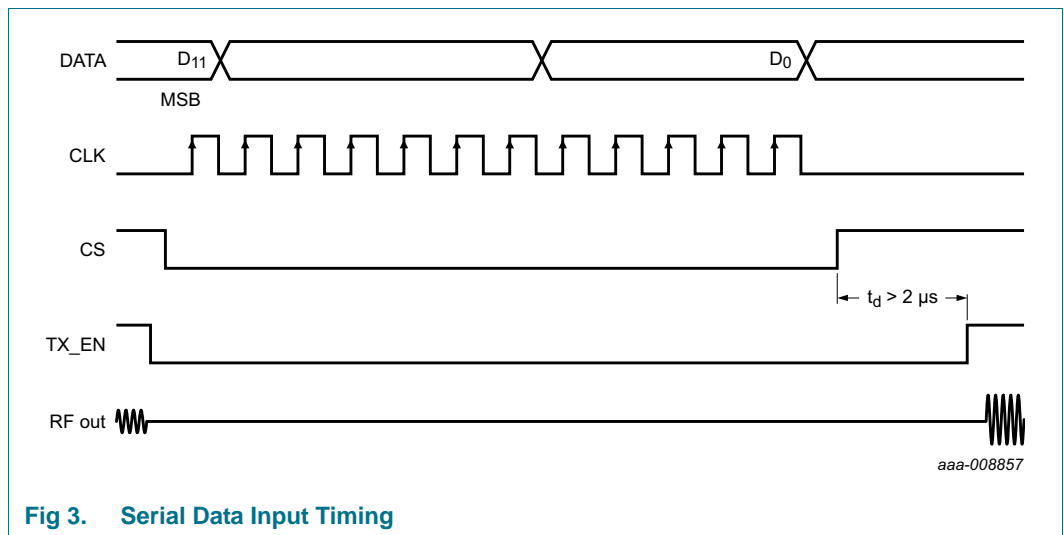 DATA D11 D0
MSB
CLK
CS
td > 2 µs
TX_EN
RF out
aaa-008857
Fig 3. Serial Data Input Timing